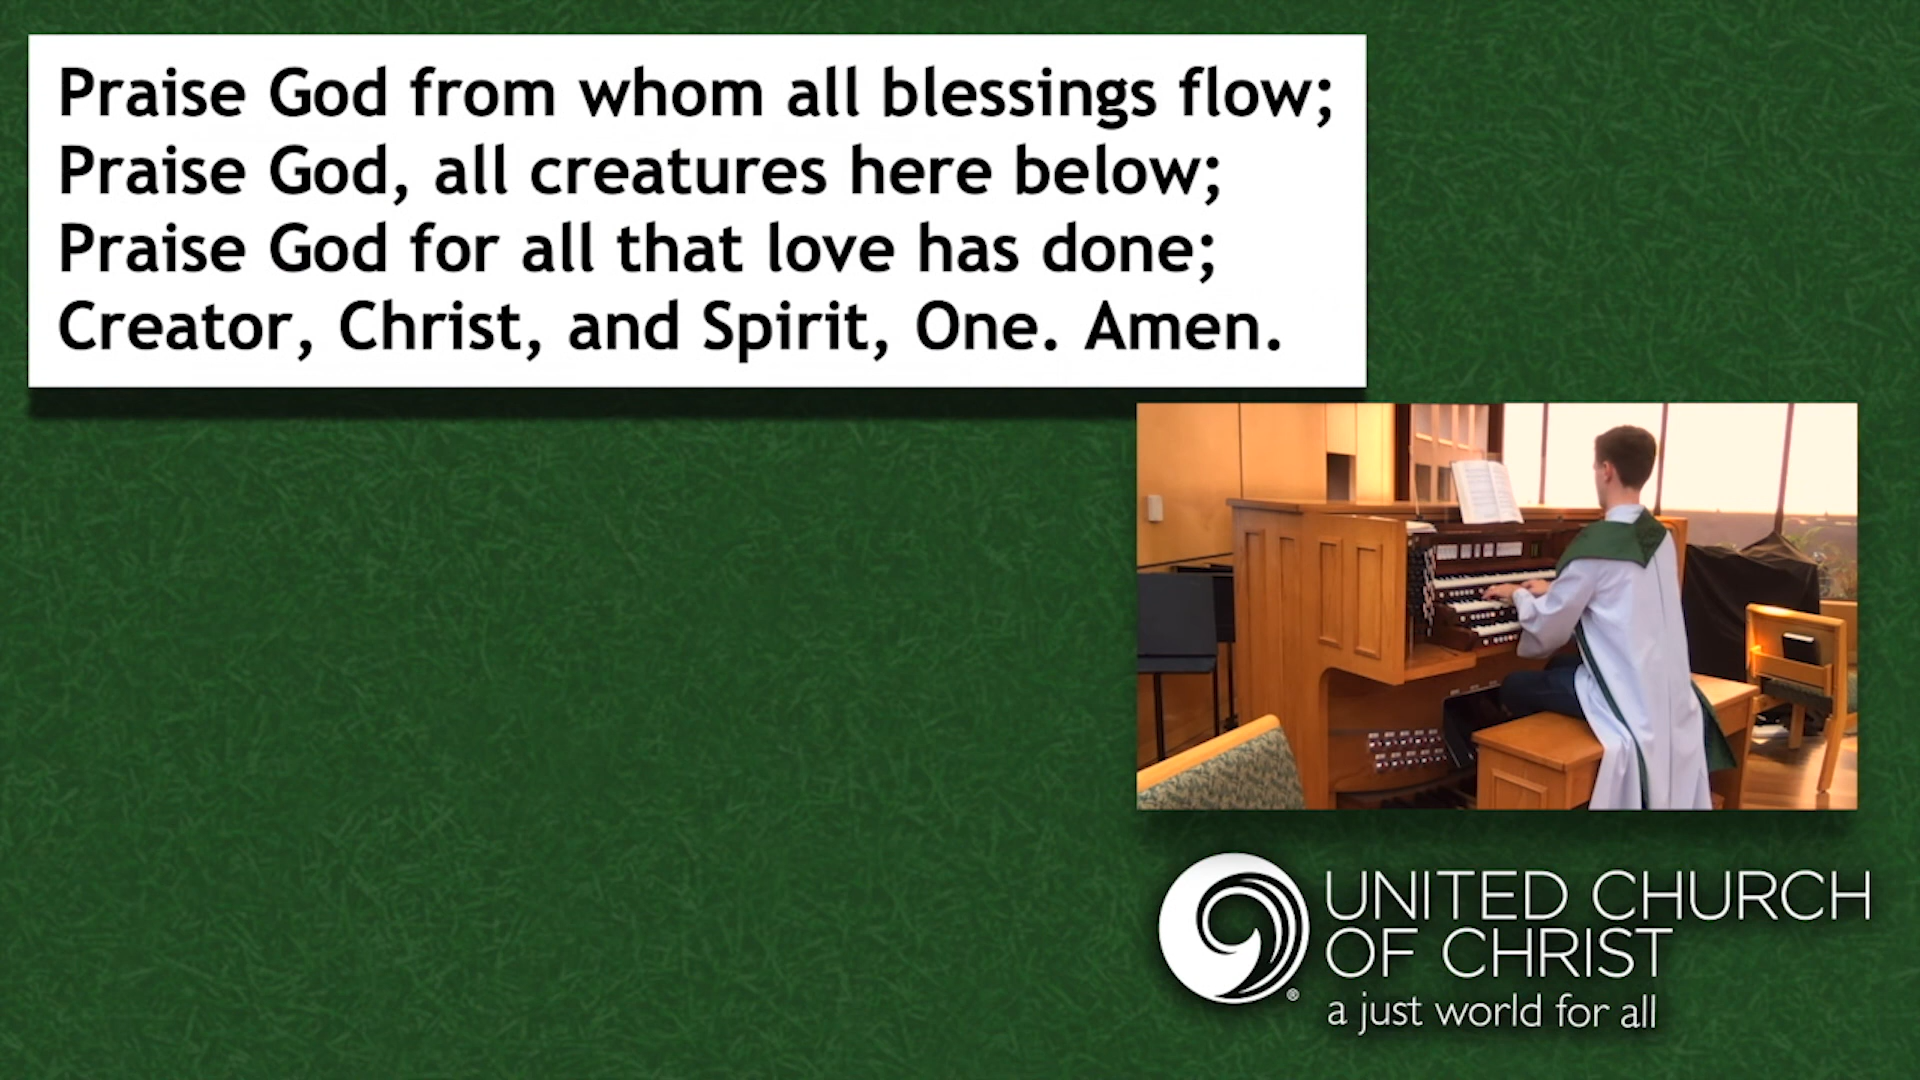 Praise God from whom all blessings flow;
Praise God, all creatures here below;
Praise God for all that love has done;
Creator, Christ, and Spirit, One. Amen.
UNITED CHURCH
OF CHRIST
®
a just world for all